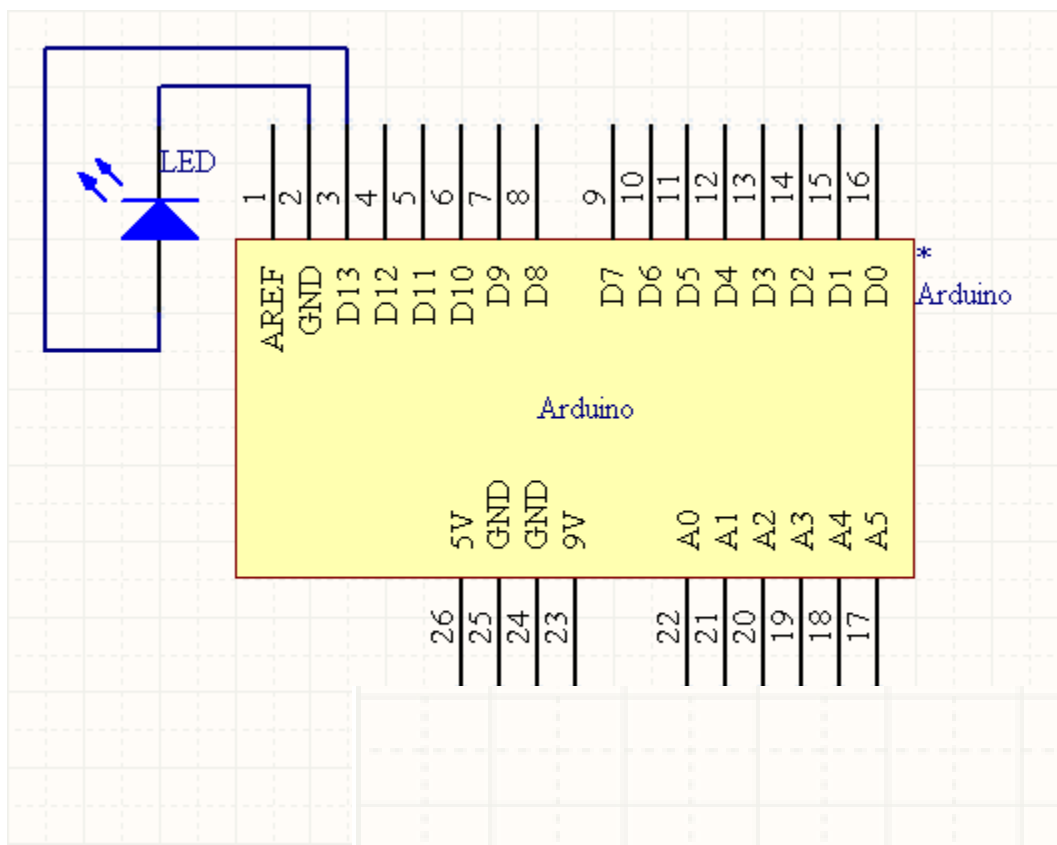 LED
1 2 3 4 5 6 7 8 9 10 11 12 13 14 15 16
AREF GND D13 D12 D11 D10 D9 D8 D7 D6 D5 D4 D3 D2 D1 D0
*
Arduino
Arduino
5V GND GND 9V A0 A1 A2 A3 A4 A5
26 25 24 23 22 21 20 19 18 17